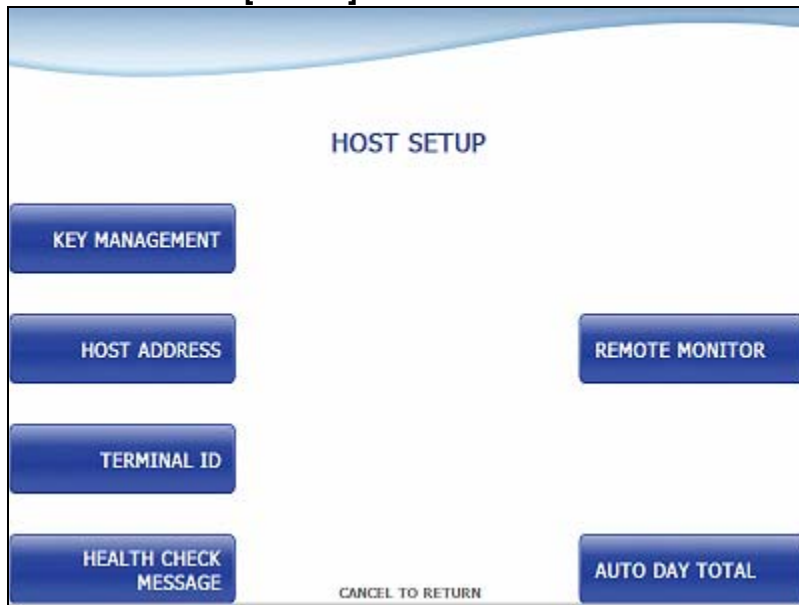 HOST SETUP
KEY MANAGEMENT
HOST ADDRESS
REMOTE MONITOR
TERMINAL ID
HEALTH CHECK
MESSAGE
CANCEL TO RETURN
AUTO DAY TOTAL